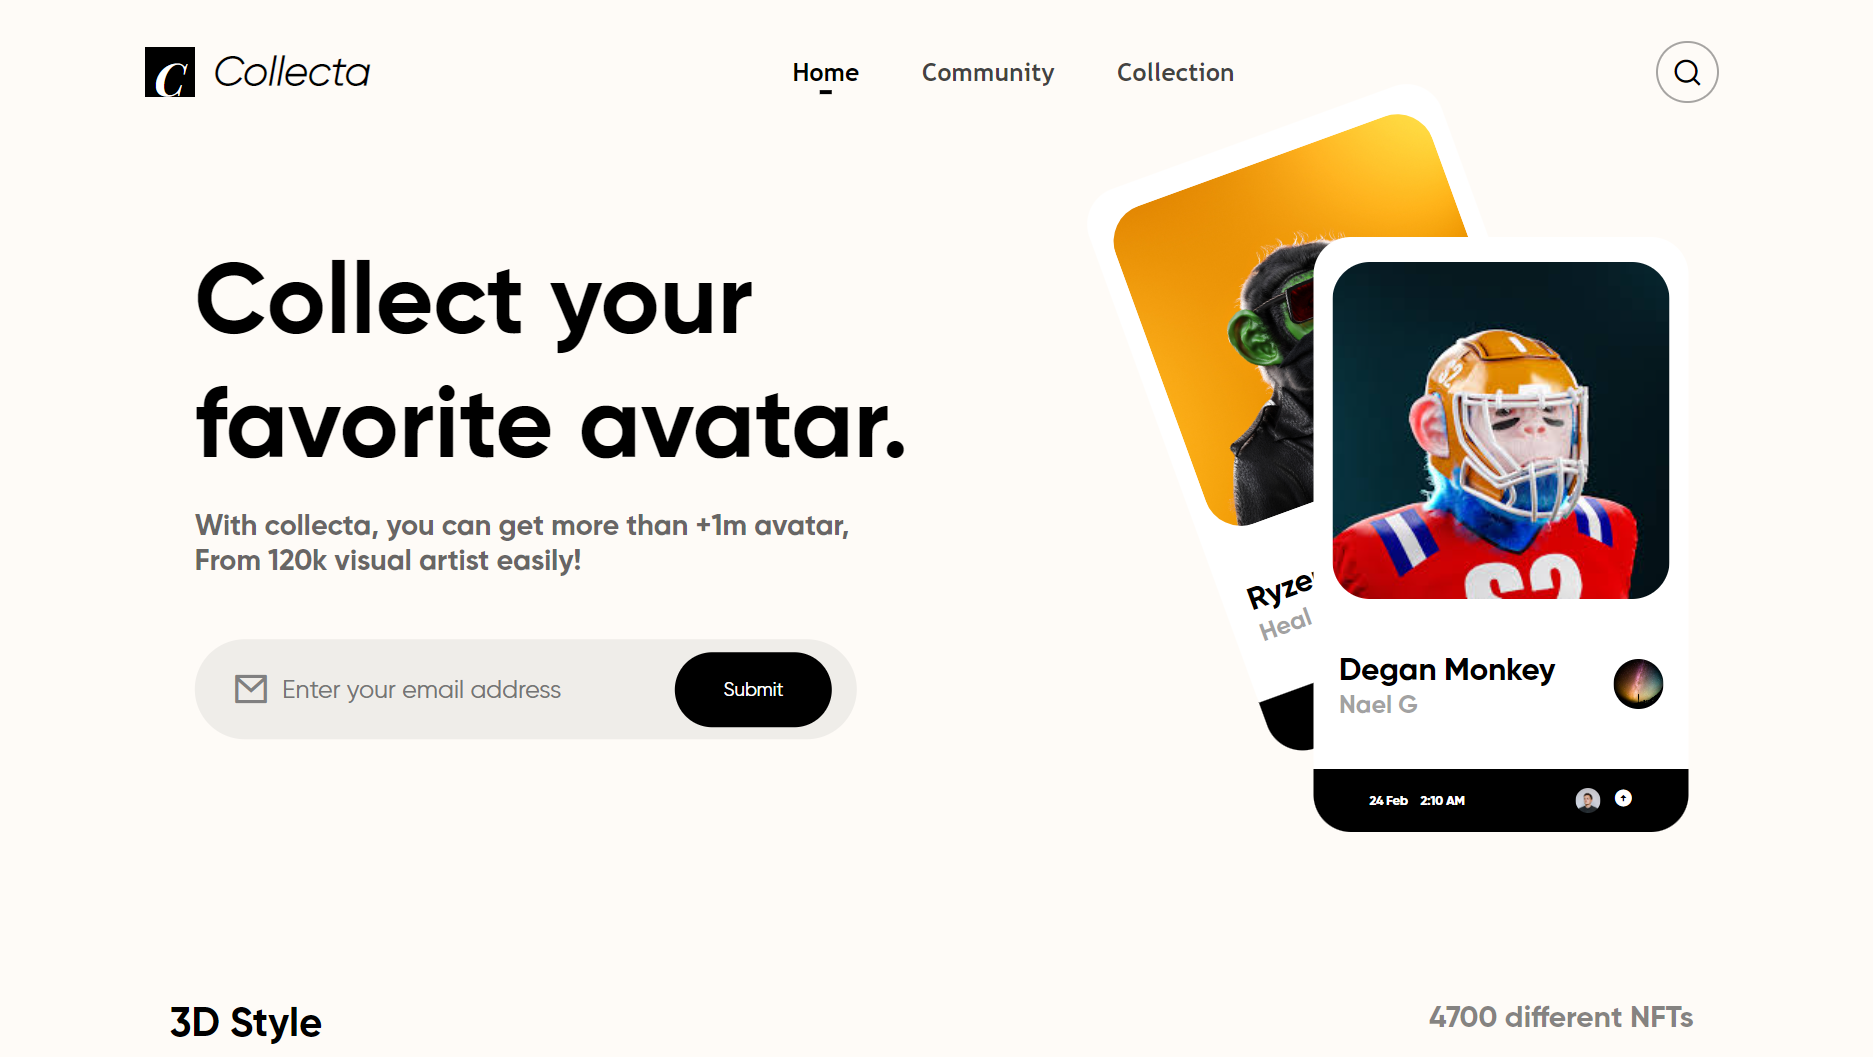 C Collecta
Home Community Collection
Collect your
favorite avatar.
With collecta, you can get more than +1m avatar,
From 120k visual artist easily!
Enter your email address
Submit
Heal
S2
S2
Degan Monkey
Nael G
24 Feb 2:10 AM
3D Style
4700 different NFTs